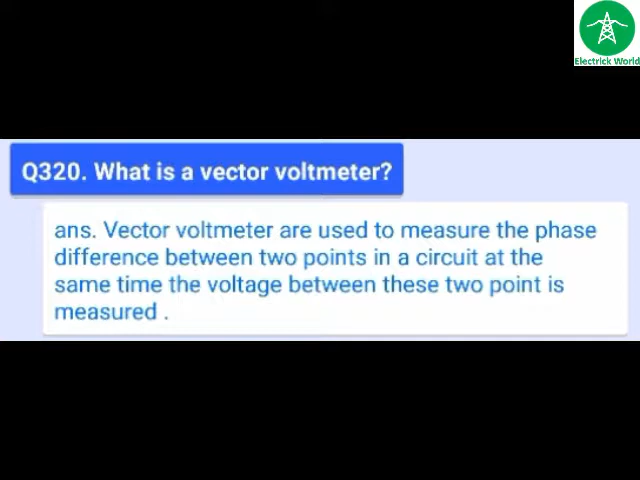 Electrick World
Q320. What is a vector voltmeter?
ans. Vector voltmeter are used to measure the phase
difference between two points in a circuit at the
same time the voltage between these two point is
measured .